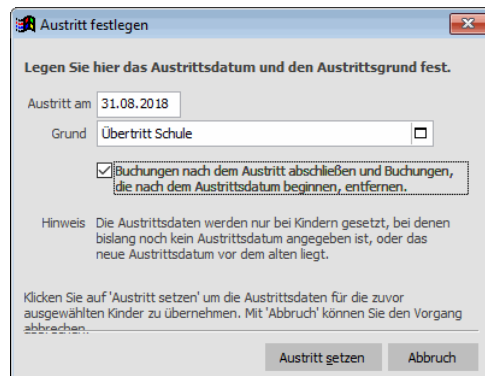 Austritt festlegen
Legen Sie hier das Austrittsdatum und den Austrittsgrund fest.
Austritt am 31.08.2018
Grund Übertritt Schule
Buchungen nach dem Austritt abschließen und Buchungen,
die nach dem Austrittsdatum beginnen, entfernen.
Hinweis Die Austrittsdaten werden nur bei Kindern gesetzt, bei denen
bislang noch kein Austrittsdatum angegeben ist, oder das
neue Austrittsdatum vor dem alten liegt.
Klicken Sie auf 'Austritt setzen' um die Austrittsdaten für die zuvor
ausgewählten Kinder zu übernehmen. Mit 'Abbruch' können Sie den Vorgang
abbrechen.
Austritt setzen Abbruch